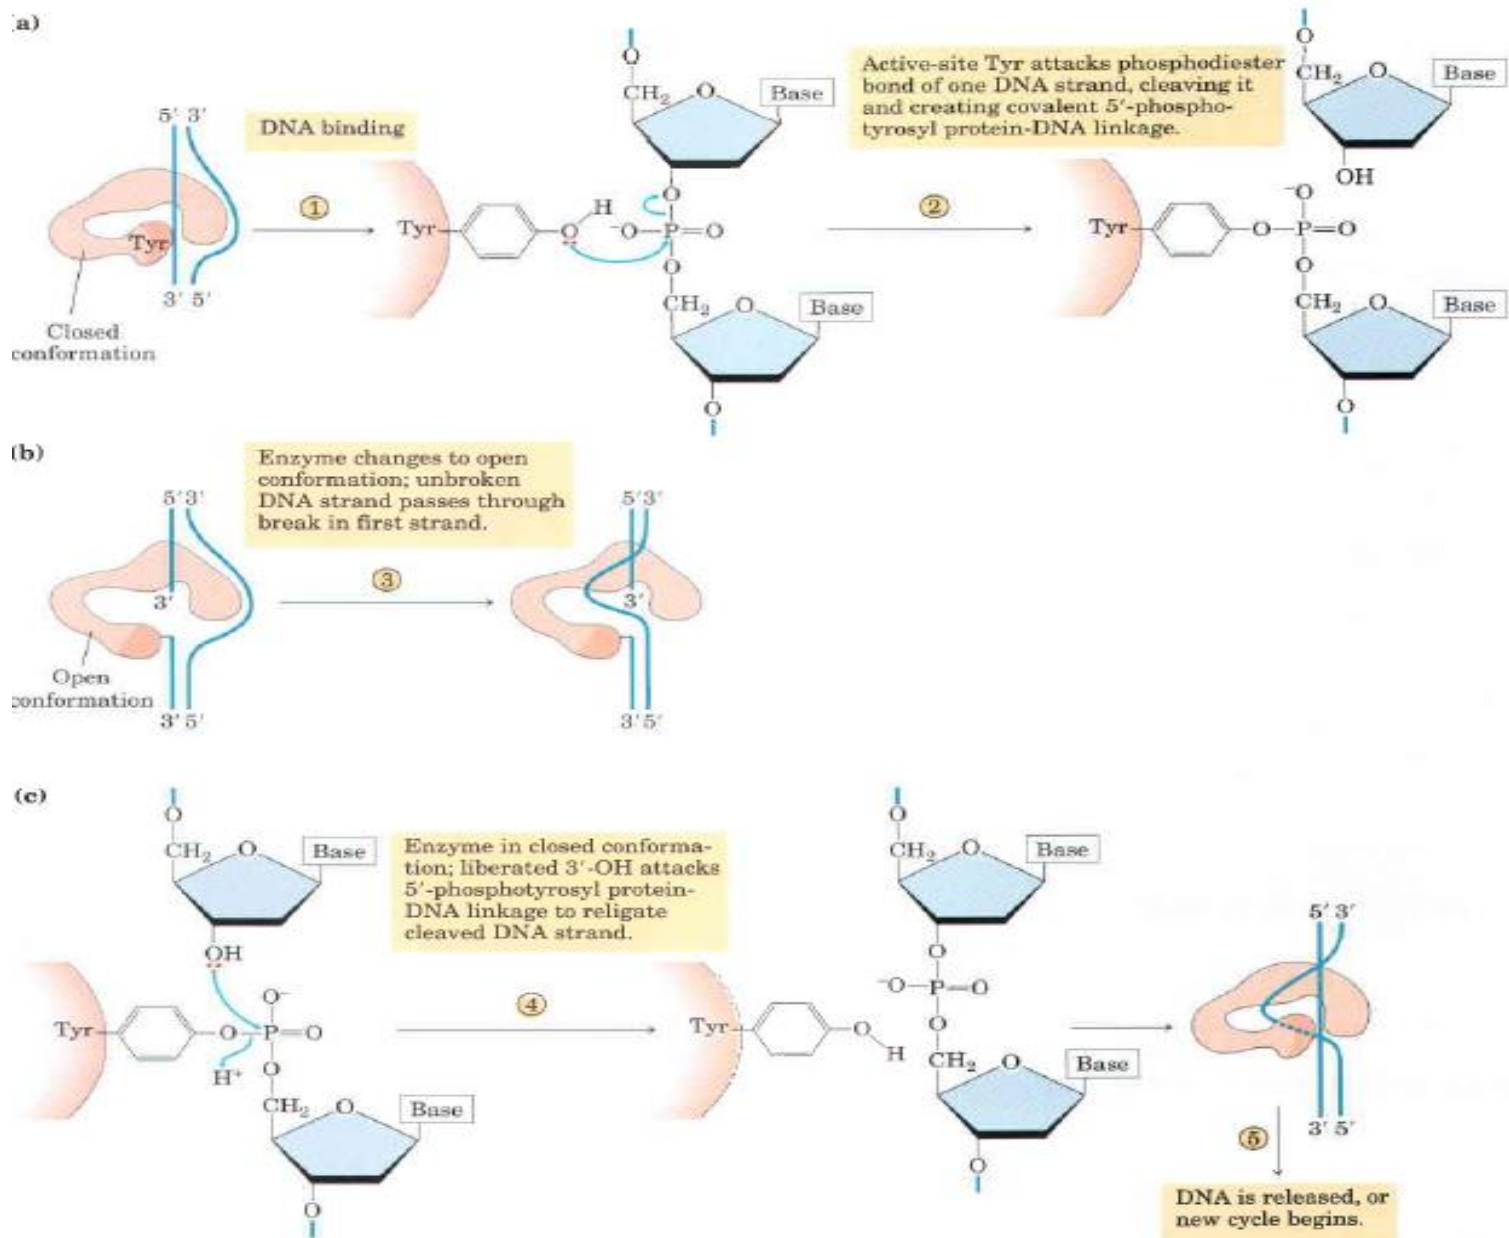 (a)
5′ 3′
DNA binding
①
Tyr
3′ 5′
Closed
conformation
O
CH2 O Base
O
H
Tyr O ⁻O P O
O
CH2 O Base
O
Active-site Tyr attacks phosphodiester
bond of one DNA strand, cleaving it
and creating covalent 5′-phospho-
tyrosyl protein-DNA linkage.
②
O
CH2 O Base
OH
⁻O
Tyr O P O
O
CH2 O Base
O
(b)
Enzyme changes to open
conformation; unbroken
DNA strand passes through
break in first strand.
5′3′
3′
③
Open
conformation
3′5′
5′3′
3′
3′5′
(c)
O
CH2 O Base
OH
O⁻
Tyr O P O
H+
O
CH2 O Base
O
Enzyme in closed conforma-
tion; liberated 3′-OH attacks
5′-phosphotyrosyl protein-
DNA linkage to religate
cleaved DNA strand.
④
O
CH2 O Base
O
⁻O P O
Tyr O
H
O
CH2 O Base
O
5′ 3′
3′ 5′
⑤
DNA is released, or
new cycle begins.